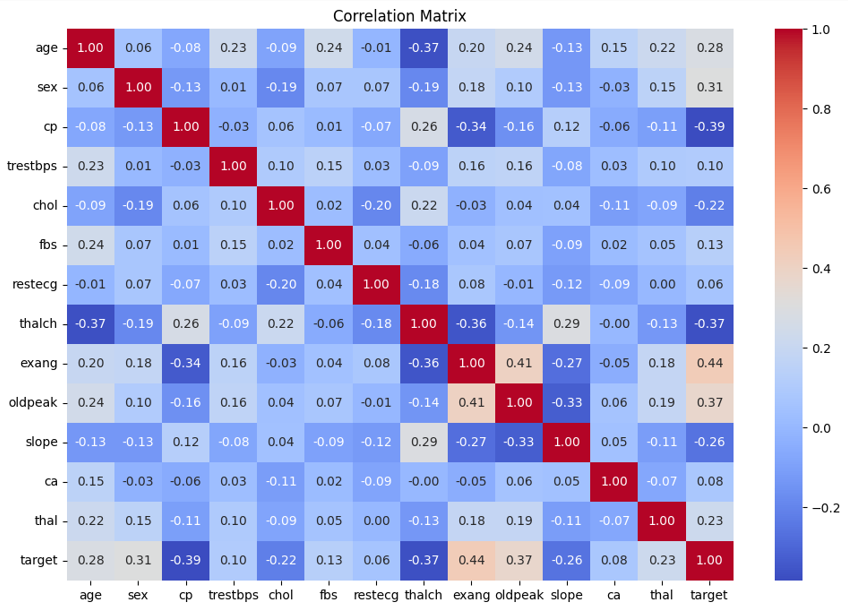 Correlation Matrix
age 1.00 0.06 -0.08 0.23 -0.09 0.24 -0.01 -0.37 0.20 0.24 -0.13 0.15 0.22 0.28
sex 0.06 1.00 -0.13 0.01 -0.19 0.07 0.07 -0.19 0.18 0.10 -0.13 -0.03 0.15 0.31
cp -0.08 -0.13 1.00 -0.03 0.06 0.01 -0.07 0.26 -0.34 -0.16 0.12 -0.06 -0.11 -0.39
trestbps 0.23 0.01 -0.03 1.00 0.10 0.15 0.03 -0.09 0.16 0.16 -0.08 0.03 0.10 0.10
chol -0.09 -0.19 0.06 0.10 1.00 0.02 -0.20 0.22 -0.03 0.04 0.04 -0.11 -0.09 -0.22
fbs 0.24 0.07 0.01 0.15 0.02 1.00 0.04 -0.06 0.04 0.07 -0.09 0.02 0.05 0.13
restecg -0.01 0.07 -0.07 0.03 -0.20 0.04 1.00 -0.18 0.08 -0.01 -0.12 -0.09 0.00 0.06
thalch -0.37 -0.19 0.26 -0.09 0.22 -0.06 -0.18 1.00 -0.36 -0.14 0.29 -0.00 -0.13 -0.37
exang 0.20 0.18 -0.34 0.16 -0.03 0.04 0.08 -0.36 1.00 0.41 -0.27 -0.05 0.18 0.44
oldpeak 0.24 0.10 -0.16 0.16 0.04 0.07 -0.01 -0.14 0.41 1.00 -0.33 0.06 0.19 0.37
slope -0.13 -0.13 0.12 -0.08 0.04 -0.09 -0.12 0.29 -0.27 -0.33 1.00 0.05 -0.11 -0.26
ca 0.15 -0.03 -0.06 0.03 -0.11 0.02 -0.09 -0.00 -0.05 0.06 0.05 1.00 -0.07 0.08
thal 0.22 0.15 -0.11 0.10 -0.09 0.05 0.00 -0.13 0.18 0.19 -0.11 -0.07 1.00 0.23
target 0.28 0.31 -0.39 0.10 -0.22 0.13 0.06 -0.37 0.44 0.37 -0.26 0.08 0.23 1.00
age sex cp trestbps chol fbs restecg thalch exang oldpeak slope ca thal target
1.0
0.8
0.6
0.4
0.2
0.0
−0.2